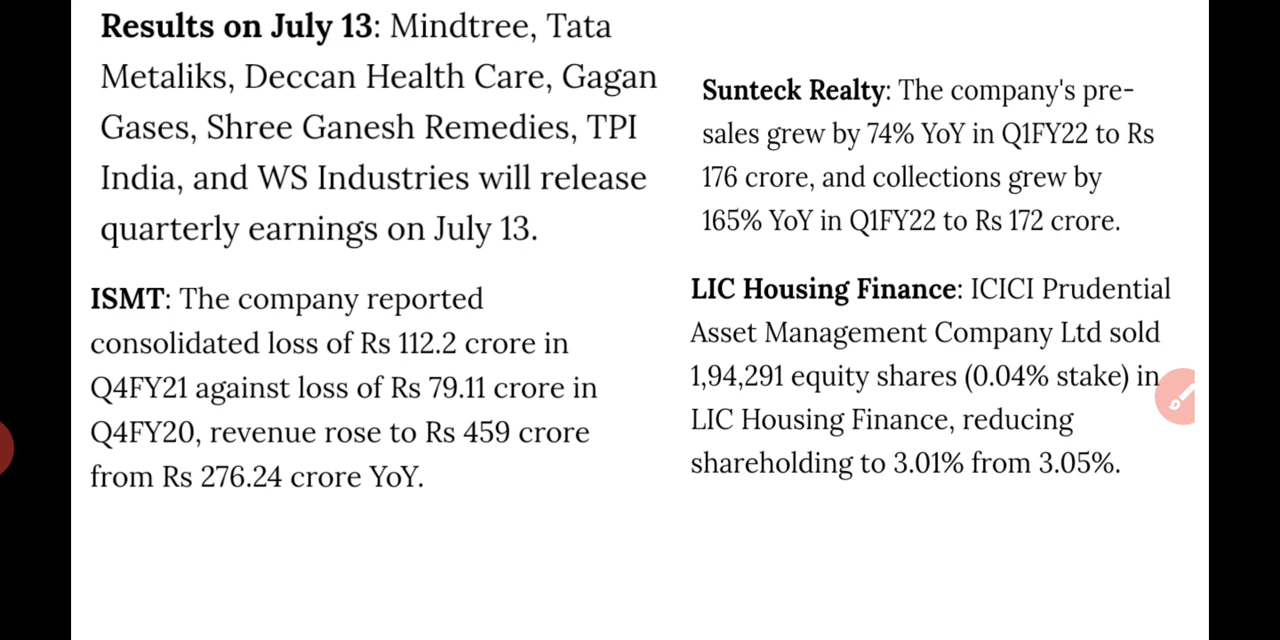 Results on July 13: Mindtree, Tata
Metaliks, Deccan Health Care, Gagan
Gases, Shree Ganesh Remedies, TPI
India, and WS Industries will release
quarterly earnings on July 13.
ISMT: The company reported
consolidated loss of Rs 112.2 crore in
Q4FY21 against loss of Rs 79.11 crore in
Q4FY20, revenue rose to Rs 459 crore
from Rs 276.24 crore YoY.
Sunteck Realty: The company's pre-
sales grew by 74% YoY in Q1FY22 to Rs
176 crore, and collections grew by
165% YoY in Q1FY22 to Rs 172 crore.
LIC Housing Finance: ICICI Prudential
Asset Management Company Ltd sold
1,94,291 equity shares (0.04% stake) in
LIC Housing Finance, reducing
shareholding to 3.01% from 3.05%.